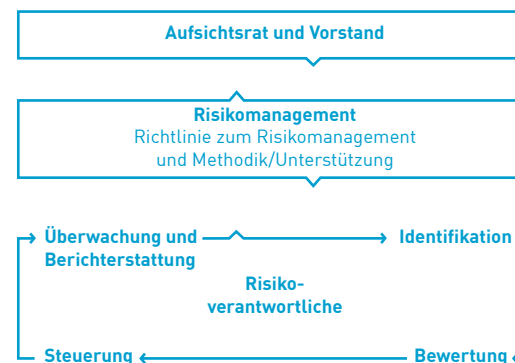 Aufsichtsrat und Vorstand
Risikomanagement
Richtlinie zum Risikomanagement
und Methodik/Unterstützung
Überwachung und
Berichterstattung
Identifikation
Risiko-
verantwortliche
Steuerung
Bewertung